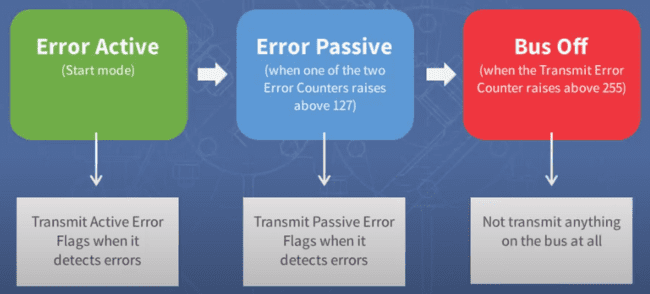 Error Active
(Start mode)
Error Passive
(when one of the two
Error Counters raises
above 127)
Bus Off
(when the Transmit Error
Counter raises above 255)
Transmit Active Error
Flags when it
detects errors
Transmit Passive Error
Flags when it
detects errors
Not transmit anything
on the bus at all